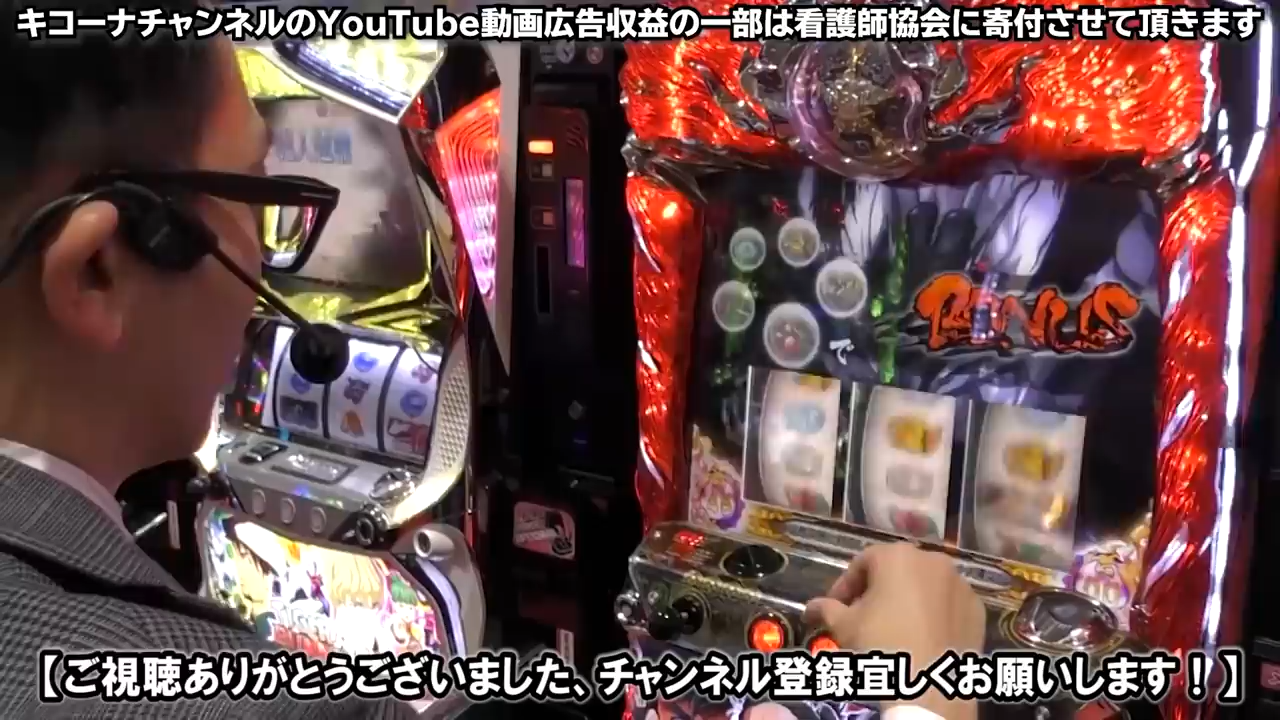 キコーナチャンネルのYouTube動画広告収益の一部は看護師協会に寄付させて頂きます
BONUS
で
【ご視聴ありがとうございました、チャンネル登録宜しくお願いします！】